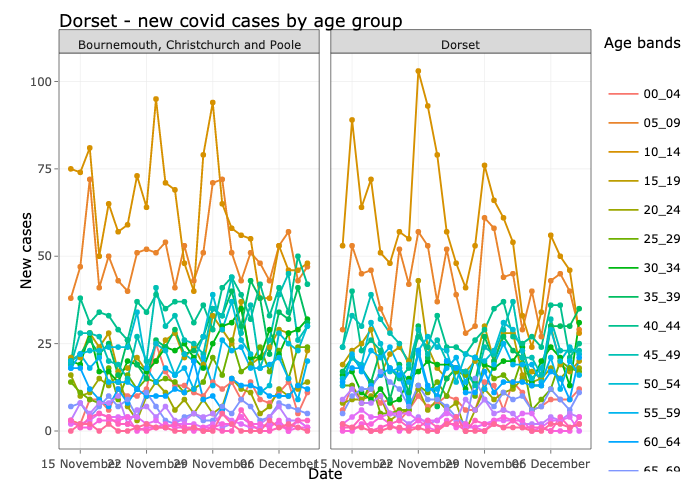 Dorset - new covid cases by age group
Bournemouth, Christchurch and Poole
Dorset
Age bands
00_04
05_09
10_14
15_19
20_24
25_29
30_34
35_39
40_44
45_49
50_54
55_59
60_64
65_69
New cases
100
75
50
25
0
15 November
22 November
29 November
06 December
15 November
22 November
29 November
06 December
Date